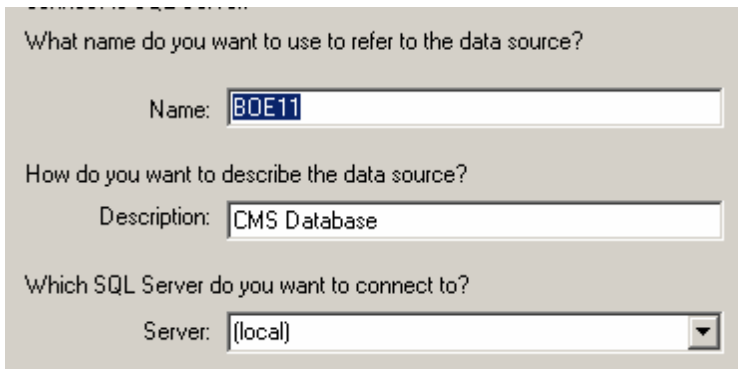 What name do you want to use to refer to the data source?
Name: BOE11
How do you want to describe the data source?
Description: CMS Database
Which SQL Server do you want to connect to?
Server: (local)